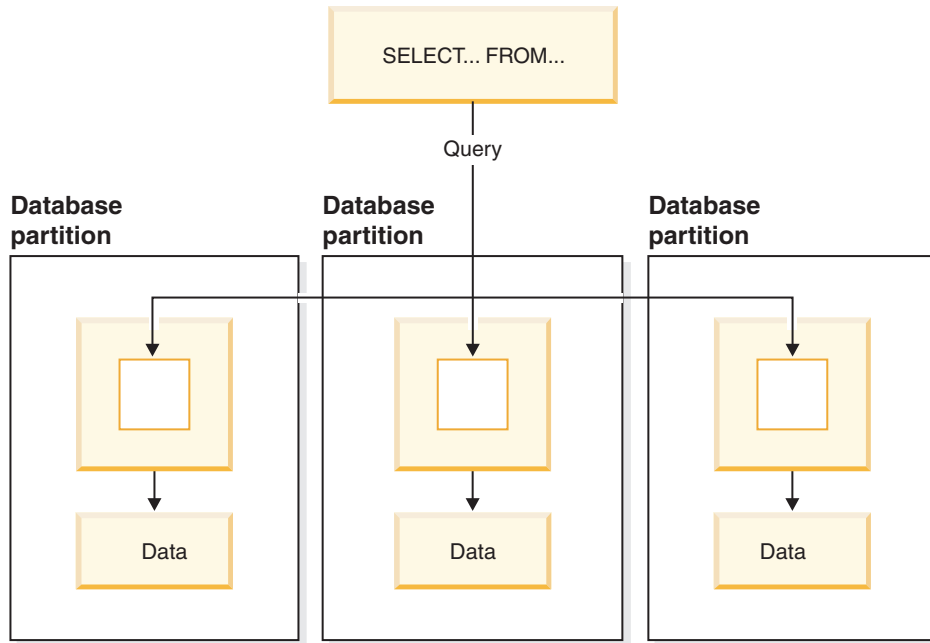 SELECT... FROM...
Query
Database
partition
Database
partition
Database
partition
Data
Data
Data